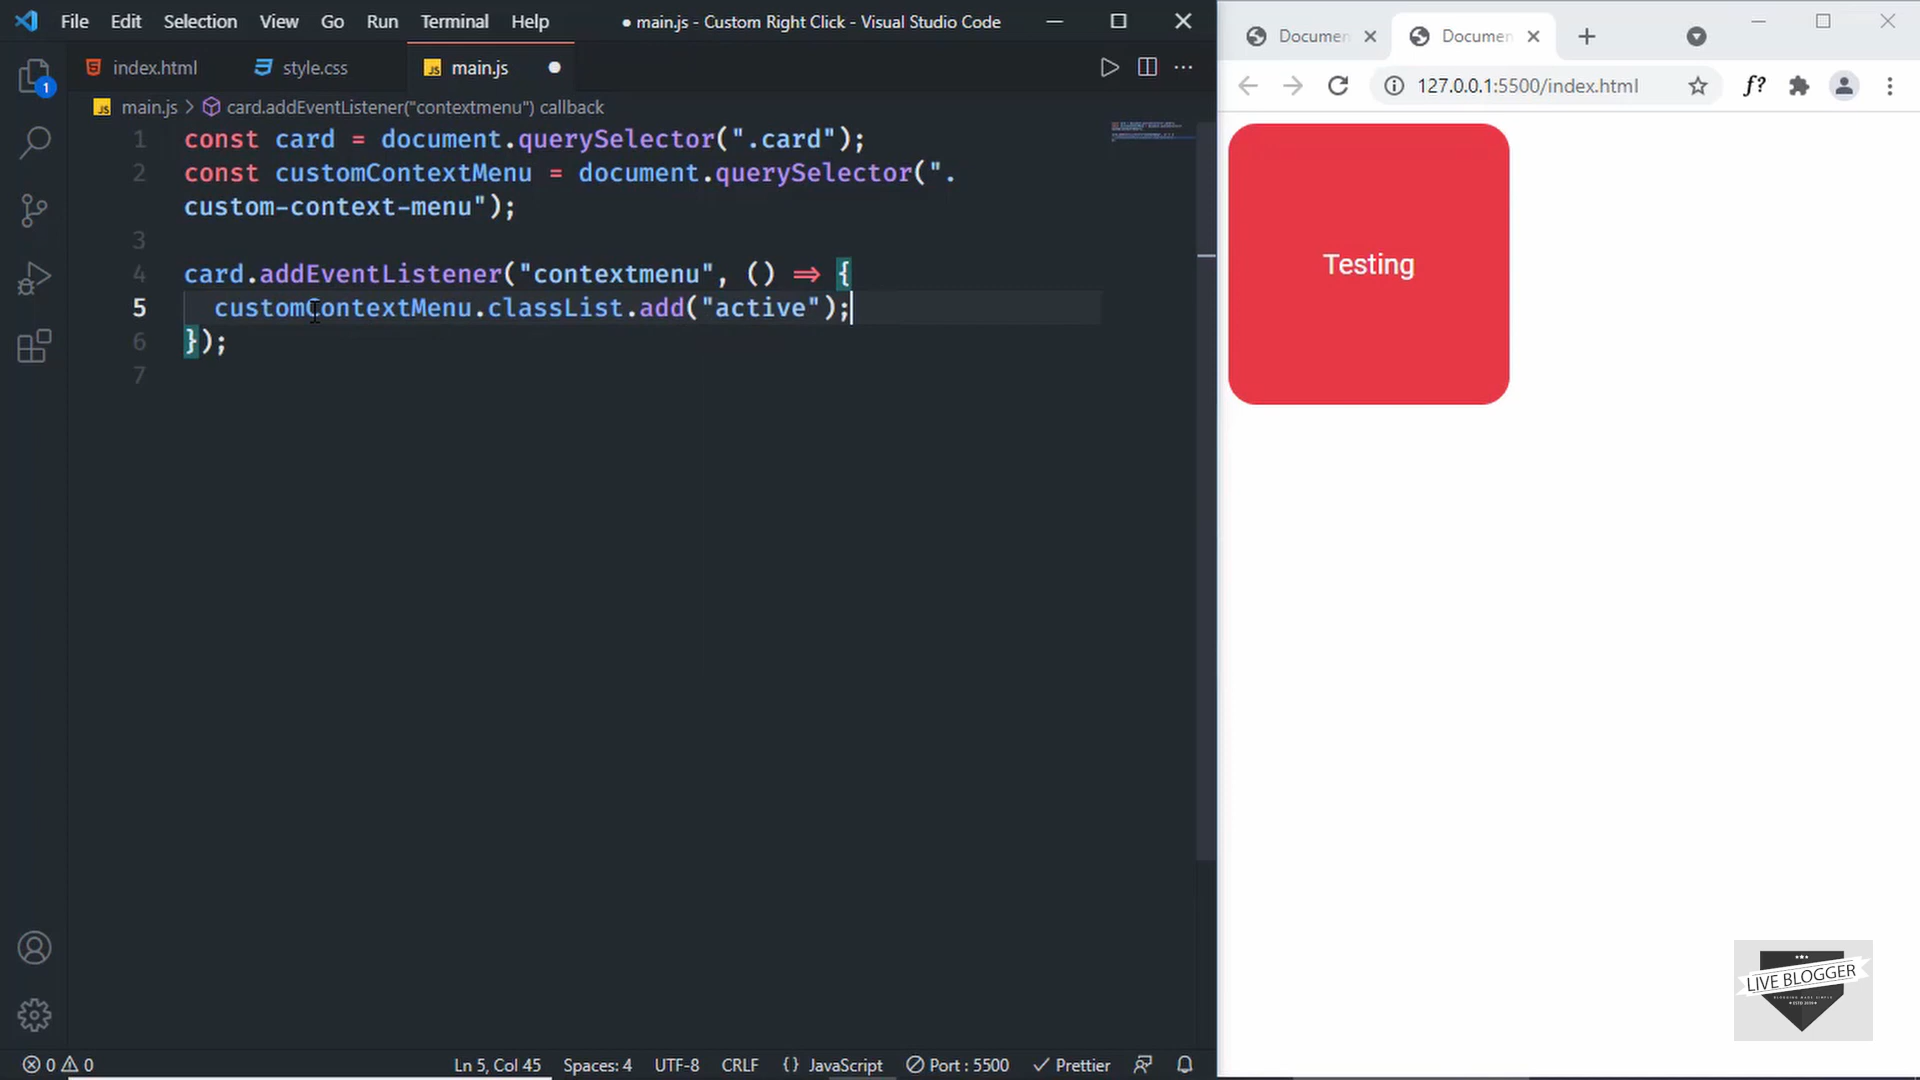 File Edit Selection View Go Run Terminal Help ● main.js - Custom Right Click - Visual Studio Code
index.html style.css main.js
main.js > card.addEventListener("contextmenu") callback
1 const card = document.querySelector(".card");
2 const customContextMenu = document.querySelector(".
custom-context-menu");
3
4 card.addEventListener("contextmenu", () => {
5 customContextMenu.classList.add("active");
6 });
7
1
0 0 Ln 5, Col 45 Spaces: 4 UTF-8 CRLF {} JavaScript Port : 5500 Prettier
Documen Documen
127.0.0.1:5500/index.html f?
Testing
LIVE BLOGGER